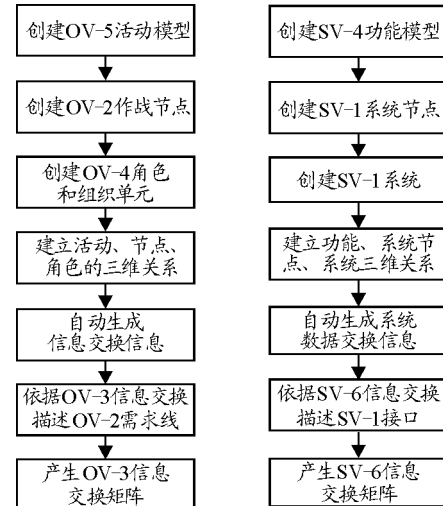 创建OV-5活动模型
创建OV-2作战节点
创建OV-4角色
和组织单元
建立活动、节点、
角色的三维关系
自动生成
信息交换信息
依据OV-3信息交换
描述OV-2需求线
产生OV-3信息
交换矩阵
创建SV-4功能模型
创建SV-1系统节点
创建SV-1系统
建立功能、系统节
点、系统三维关系
自动生成系统
数据交换信息
依据SV-6信息交换
描述SV-1接口
产生SV-6信息
交换矩阵